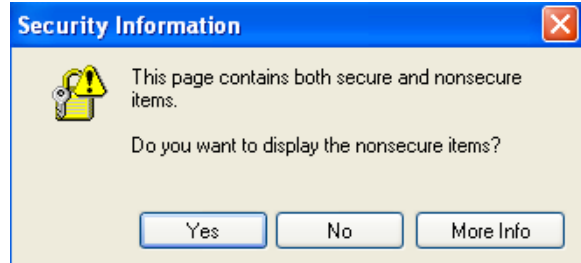 Security Information
This page contains both secure and nonsecure
items.
Do you want to display the nonsecure items?
Yes
No
More Info